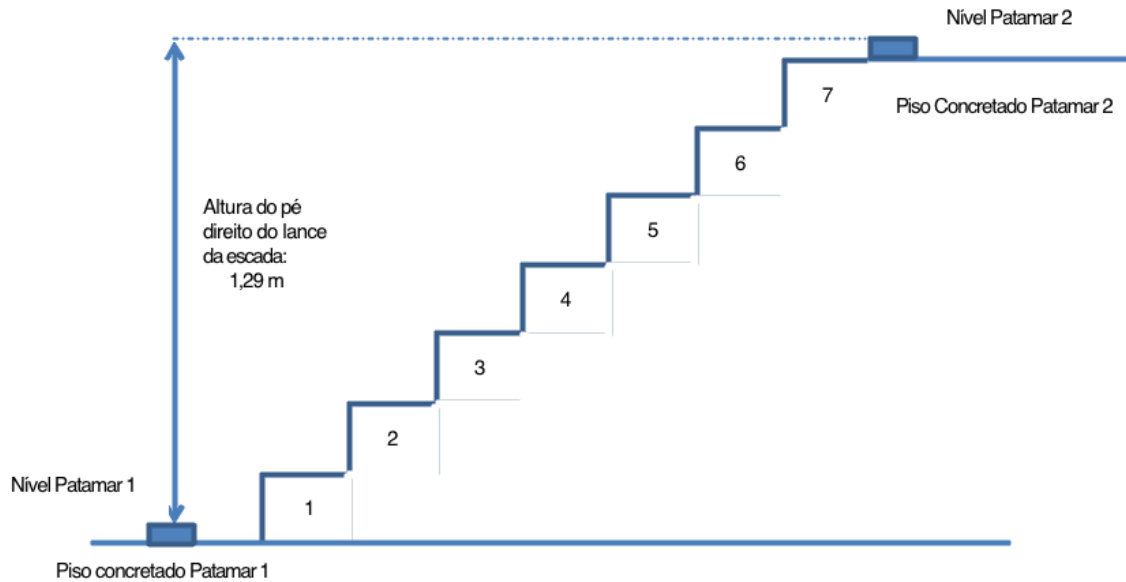 Nível Patamar 2
Piso Concretado Patamar 2
7
6
Altura do pé
direito do lance
da escada:
1,29 m
5
4
3
2
Nível Patamar 1
1
Piso concretado Patamar 1